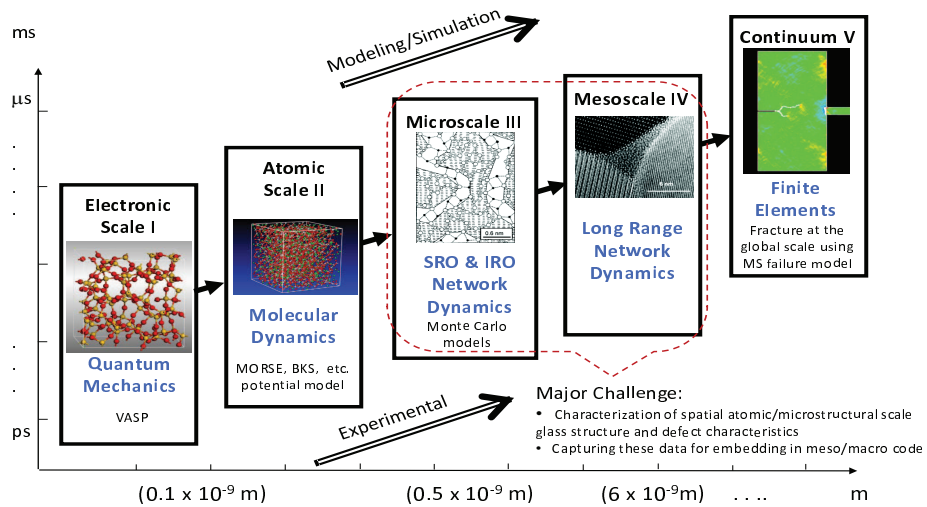 ms
μs
.
.
.
.
.
.
.
ps
Modeling/Simulation
Electronic
Scale I
Quantum
Mechanics
VASP
Atomic
Scale II
Molecular
Dynamics
MORSE, BKS, etc.
potential model
Microscale III
0.6 nm
SRO & IRO
Network
Dynamics
Monte Carlo
models
Mesoscale IV
Long Range
Network
Dynamics
Continuum V
Finite
Elements
Fracture at the
global scale using
MS failure model
Experimental
Major Challenge:
• Characterization of spatial atomic/microstructural scale
glass structure and defect characteristics
• Capturing these data for embedding in meso/macro code
(0.1 x 10-9 m)
(0.5 x 10-9 m)
(6 x 10-9m)
. . . .
m